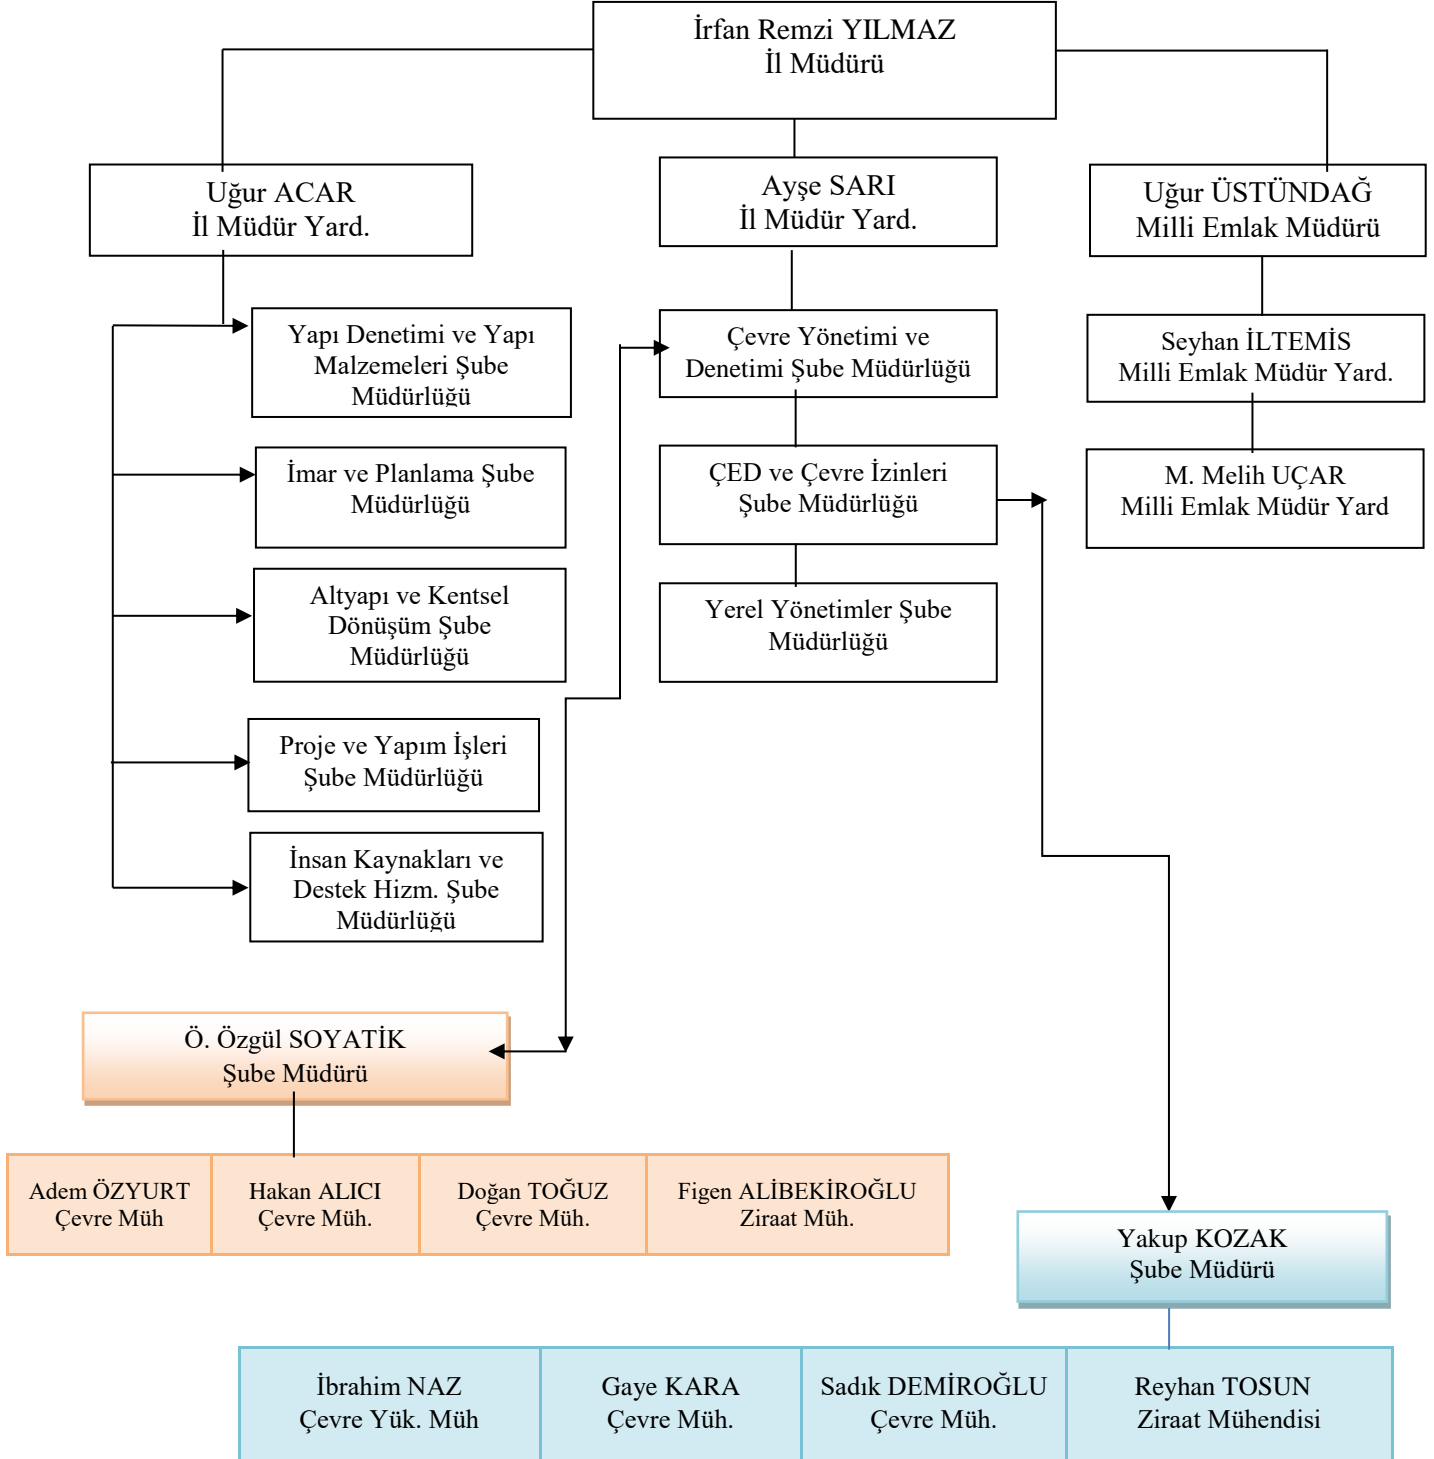 İrfan Remzi YILMAZ
İl Müdürü
Uğur ACAR
İl Müdür Yard.
Ayşe SARI
İl Müdür Yard.
Uğur ÜSTÜNDAĞ
Milli Emlak Müdürü
Yapı Denetimi ve Yapı
Malzemeleri Şube
Müdürlüğü
Çevre Yönetimi ve
Denetimi Şube Müdürlüğü
Seyhan İLTEMİS
Milli Emlak Müdür Yard.
İmar ve Planlama Şube
Müdürlüğü
ÇED ve Çevre İzinleri
Şube Müdürlüğü
M. Melih UÇAR
Milli Emlak Müdür Yard
Altyapı ve Kentsel
Dönüşüm Şube
Müdürlüğü
Yerel Yönetimler Şube
Müdürlüğü
Proje ve Yapım İşleri
Şube Müdürlüğü
İnsan Kaynakları ve
Destek Hizm. Şube
Müdürlüğü
Ö. Özgül SOYATİK
Şube Müdürü
Adem ÖZYURT
Çevre Müh
Hakan ALICI
Çevre Müh.
Doğan TOĞUZ
Çevre Müh.
Figen ALİBEKİROĞLU
Ziraat Müh.
Yakup KOZAK
Şube Müdürü
İbrahim NAZ
Çevre Yük. Müh
Gaye KARA
Çevre Müh.
Sadık DEMİROĞLU
Çevre Müh.
Reyhan TOSUN
Ziraat Mühendisi